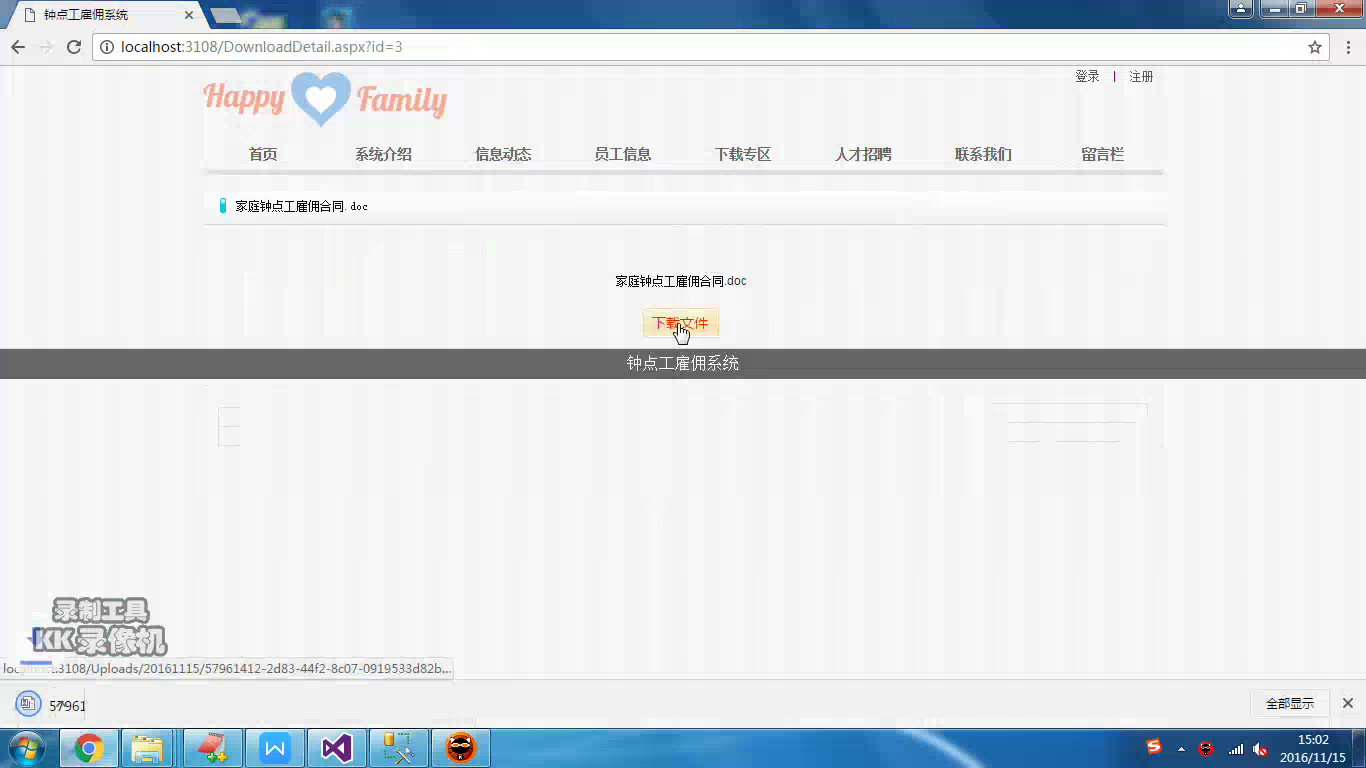 钟点工雇佣系统
localhost:3108/DownloadDetail.aspx?id=3
登录 | 注册
Happy Family
首页 系统介绍 信息动态 员工信息 下载专区 人才招聘 联系我们 留言栏
家庭钟点工雇佣合同.doc
家庭钟点工雇佣合同.doc
下载文件
钟点工雇佣系统
录制工具
KK录像机
localhost:3108/Uploads/20161115/57961412-2d83-44f2-8c07-0919533d82b...
57961
全部显示
15:02
2016/11/15